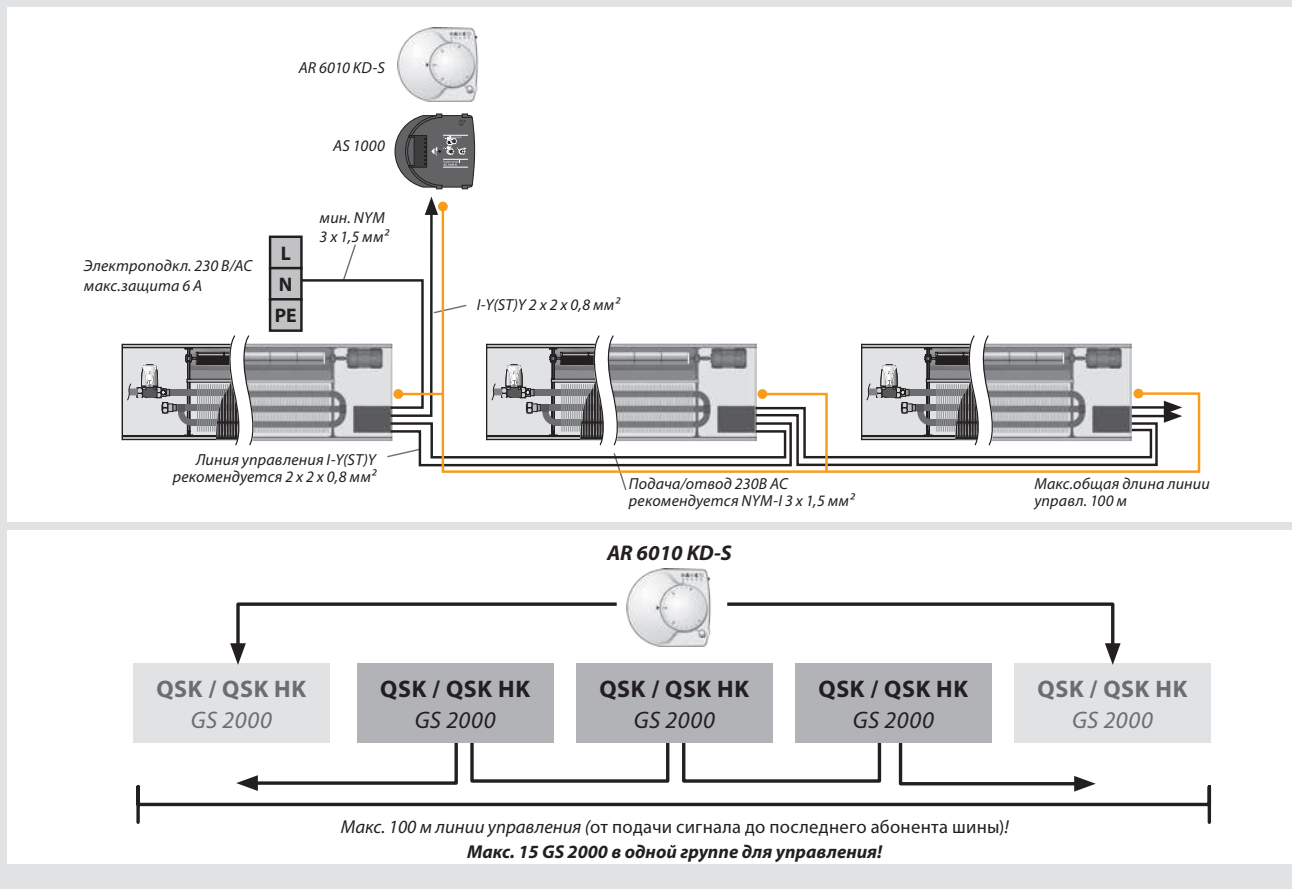 AR 6010 KD-S
AS 1000
мин. NYM
3 x 1,5 мм²
Электроподкл. 230 В/AC
макс.защита 6 А
L
N
PE
I-Y(ST)Y 2 x 2 x 0,8 мм²
Линия управления I-Y(ST)Y
рекомендуется 2 x 2 x 0,8 мм²
Подача/отвод 230В AC
рекомендуется NYM-I 3 x 1,5 мм²
Макс.общая длина линии
управл. 100 м
AR 6010 KD-S
QSK / QSK HK
GS 2000
QSK / QSK HK
GS 2000
QSK / QSK HK
GS 2000
QSK / QSK HK
GS 2000
QSK / QSK HK
GS 2000
Макс. 100 м линии управления (от подачи сигнала до последнего абонента шины)!
Макс. 15 GS 2000 в одной группе для управления!